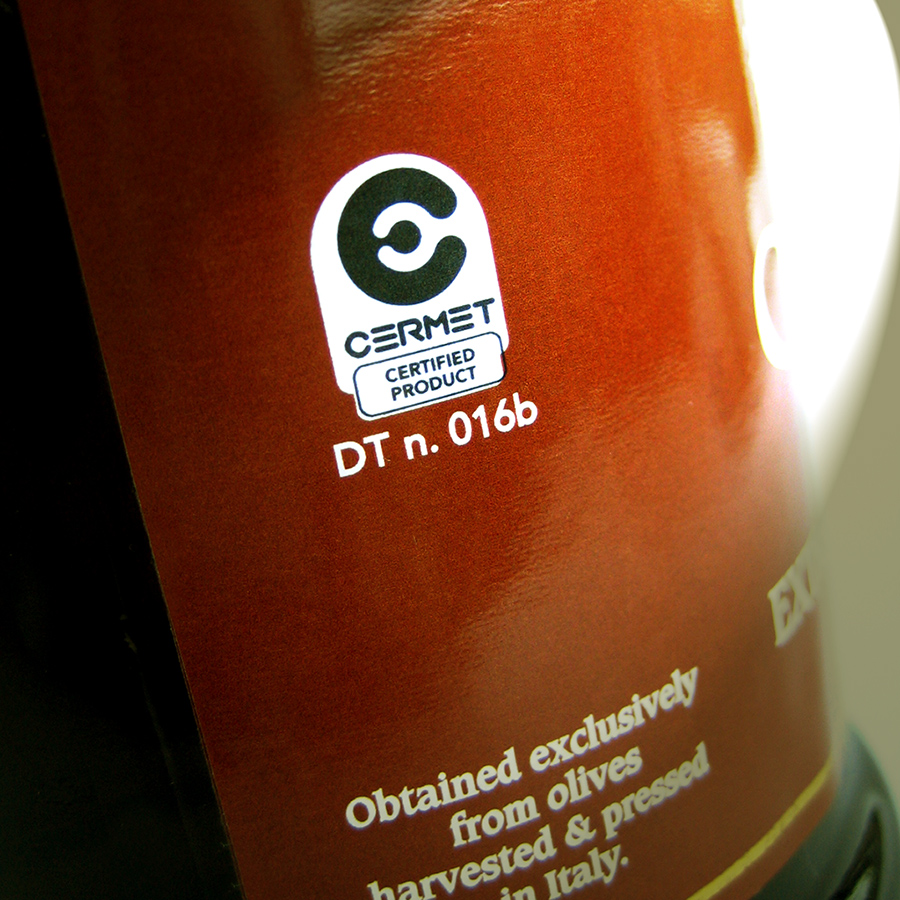 CERMET
CERTIFIED
PRODUCT
DT n. 016b
Obtained exclusively
from olives
harvested & pressed
in Italy.